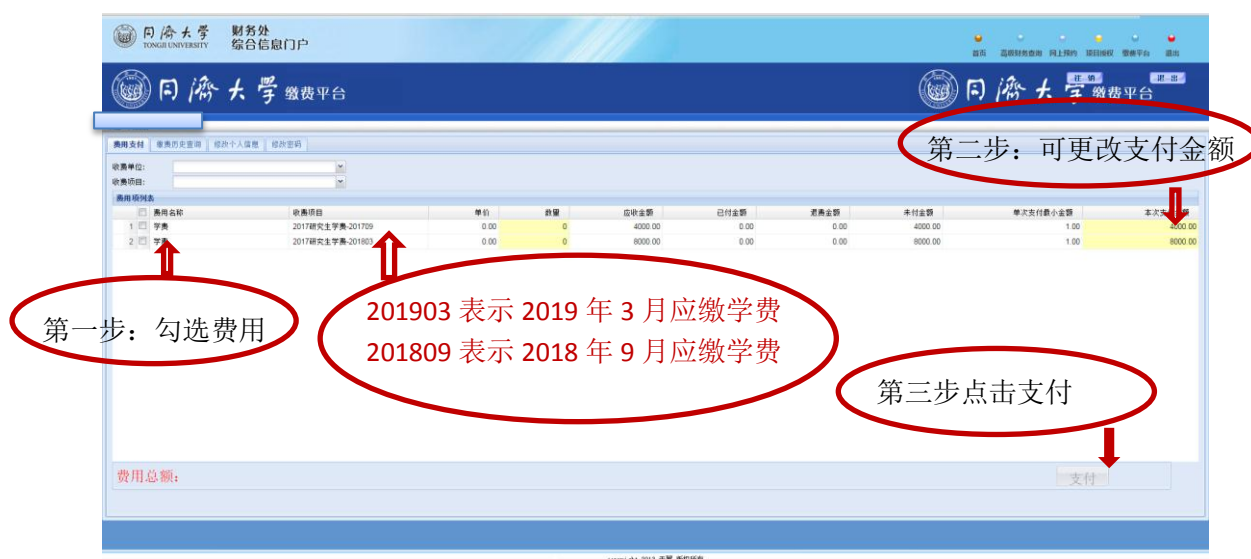 同濟大学 财务处
TONGJI UNIVERSITY 综合信息门户
首页 高级财务查询 网上预约 项目授权 缴费平台 退出
同濟大学 缴费平台
同濟大学 缴费平台
注 销 退 出
费用支付 缴费历史查询 修改个人信息 修改密码
第二步：可更改支付金额
收费单位:
收费项目:
费用项列表
费用名称 收费项目 单价 数量 应收金额 已付金额 退费金额 未付金额 单次支付最小金额 本次支付金额
1 学费 2017研究生学费-201709 0.00 0 4000.00 0.00 0.00 4000.00 1.00 4000.00
2 学费 2017研究生学费-201803 0.00 0 8000.00 0.00 0.00 8000.00 1.00 8000.00
第一步：勾选费用
201903 表示 2019 年 3 月应缴学费
201809 表示 2018 年 9 月应缴学费
第三步点击支付
费用总额：
支付